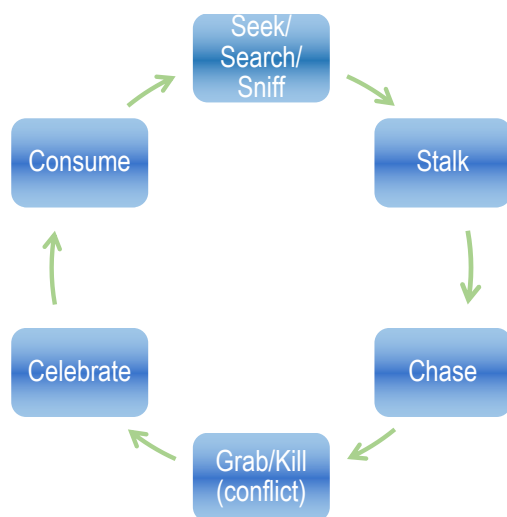 Seek/
Search/
Sniff
Stalk
Chase
Grab/Kill
(conflict)
Celebrate
Consume